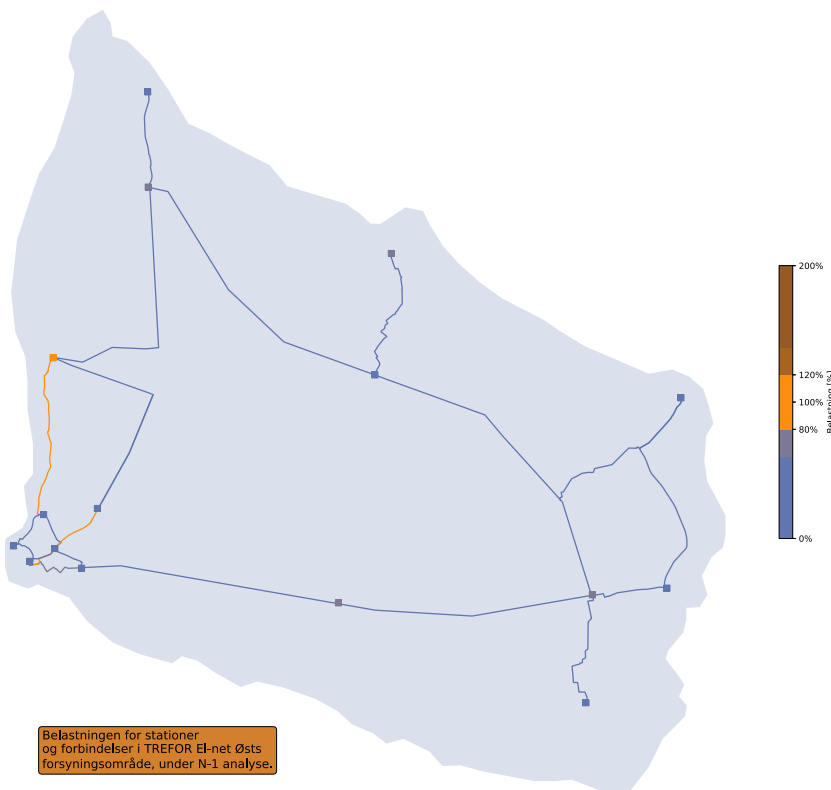 200%
120%
100%
80%
0%
Belastning [%]
Belastningen for stationer
og forbindelser i TREFOR El-net Østs
forsyningsområde, under N-1 analyse.